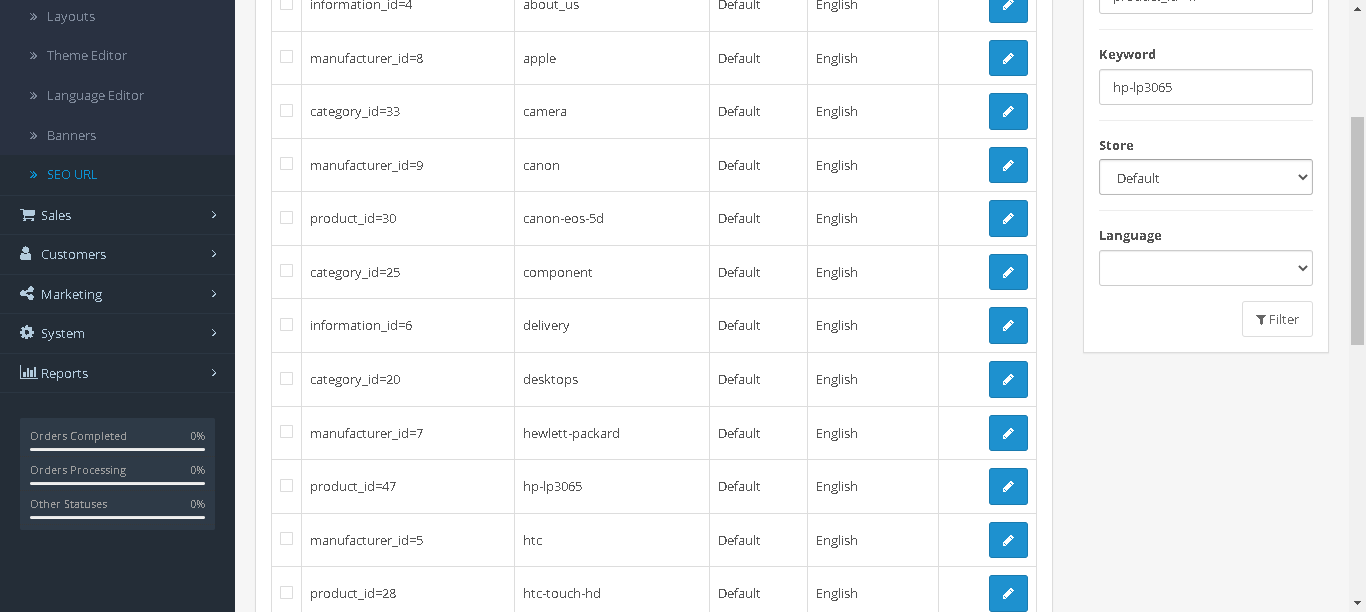 Layouts
Theme Editor
Language Editor
Banners
SEO URL
Sales
Customers
Marketing
System
Reports
Orders Completed 0%
Orders Processing 0%
Other Statuses 0%
information_id=4 about_us Default English
manufacturer_id=8 apple Default English
category_id=33 camera Default English
manufacturer_id=9 canon Default English
product_id=30 canon-eos-5d Default English
category_id=25 component Default English
information_id=6 delivery Default English
category_id=20 desktops Default English
manufacturer_id=7 hewlett-packard Default English
product_id=47 hp-lp3065 Default English
manufacturer_id=5 htc Default English
product_id=28 htc-touch-hd Default English
Keyword
hp-lp3065
Store
Default
Language
Filter